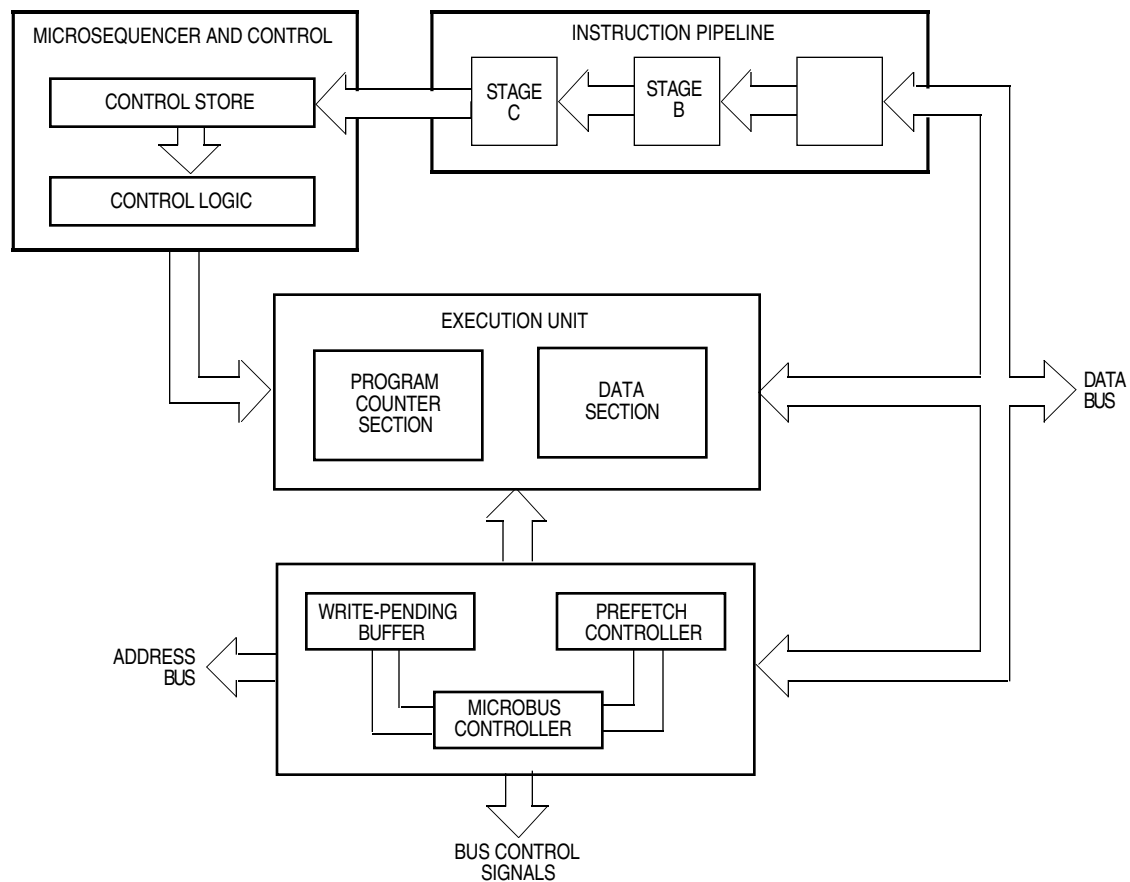 MICROSEQUENCER AND CONTROL
CONTROL STORE
CONTROL LOGIC
INSTRUCTION PIPELINE
STAGE
C
STAGE
B
EXECUTION UNIT
PROGRAM
COUNTER
SECTION
DATA
SECTION
DATA
BUS
WRITE-PENDING
BUFFER
PREFETCH
CONTROLLER
MICROBUS
CONTROLLER
ADDRESS
BUS
BUS CONTROL
SIGNALS